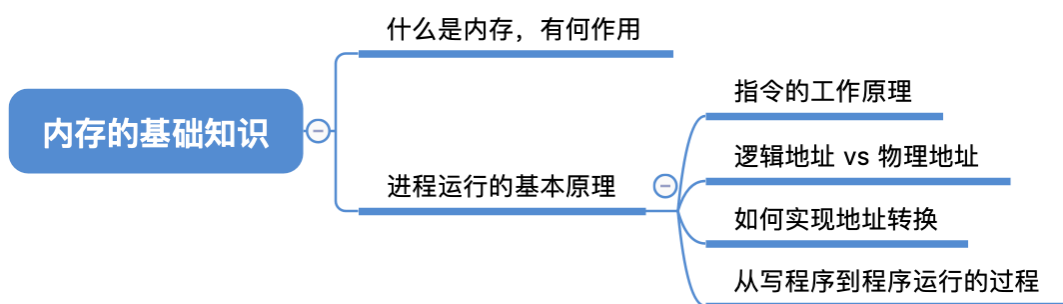 内存的基础知识
什么是内存，有何作用
进程运行的基本原理
指令的工作原理
逻辑地址 vs 物理地址
如何实现地址转换
从写程序到程序运行的过程